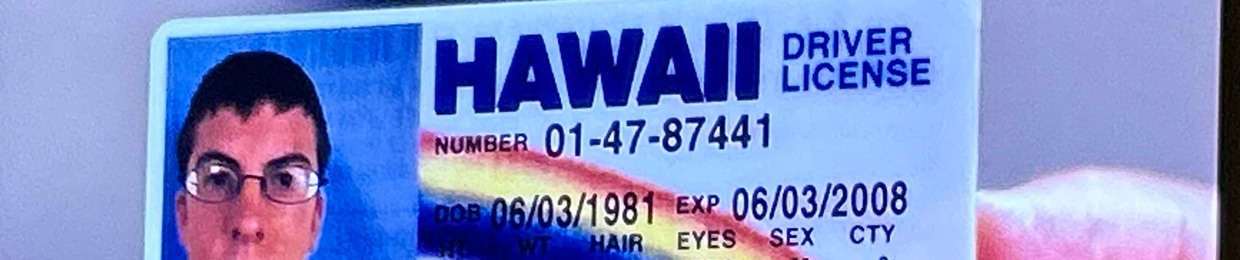 HAWAII DRIVER
LICENSE
NUMBER 01-47-87441
DOB 06/03/1981 EXP 06/03/2008
HT WT HAIR EYES SEX CTY